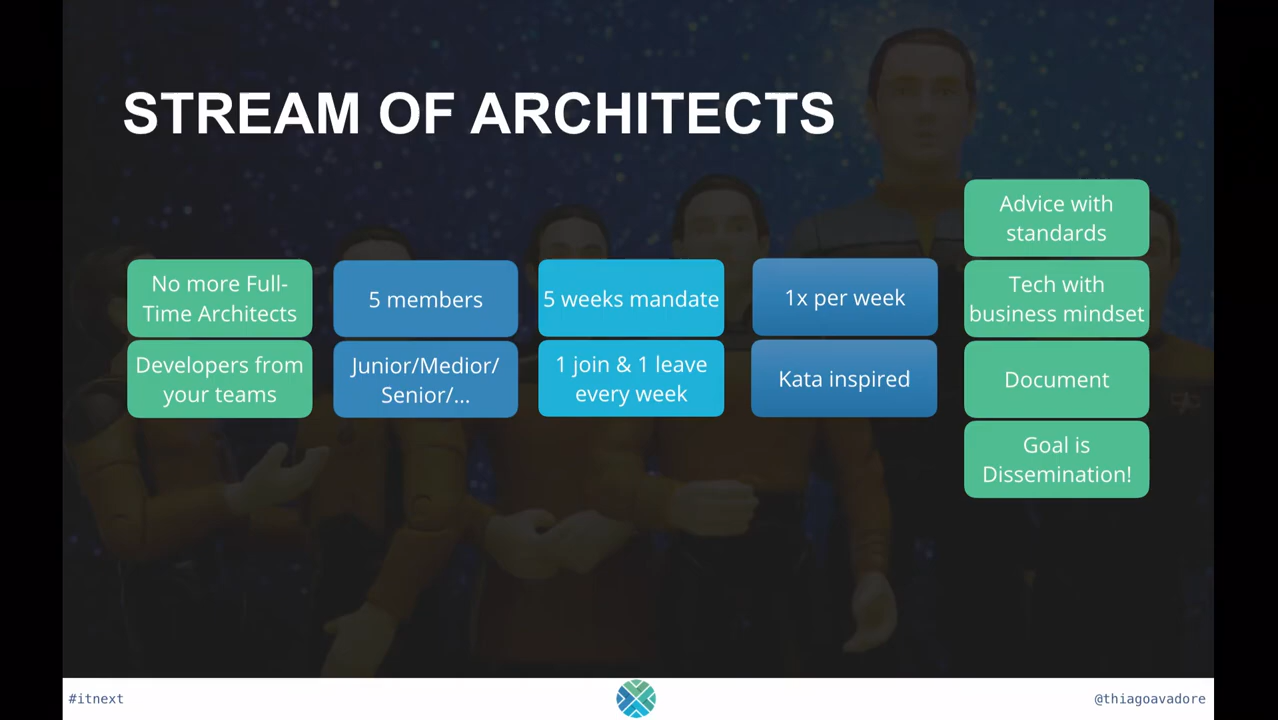 STREAM OF ARCHITECTS
No more Full-
Time Architects
Developers from
your teams
5 members
Junior/Medior/
Senior/...
5 weeks mandate
1 join & 1 leave
every week
1x per week
Kata inspired
Advice with
standards
Tech with
business mindset
Document
Goal is
Dissemination!
#itnext
@thiagoavadore